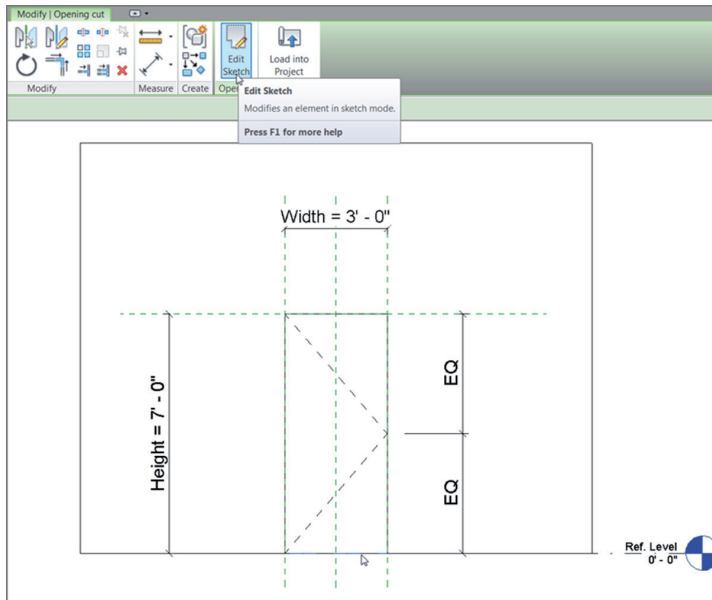 Modify | Opening cut
Edit
Sketch
Load into
Project
Modify
Measure
Create
Edit Sketch
Modifies an element in sketch mode.
Press F1 for more help
Width = 3' - 0"
Height = 7' - 0"
EQ
EQ
Ref. Level
0' - 0"